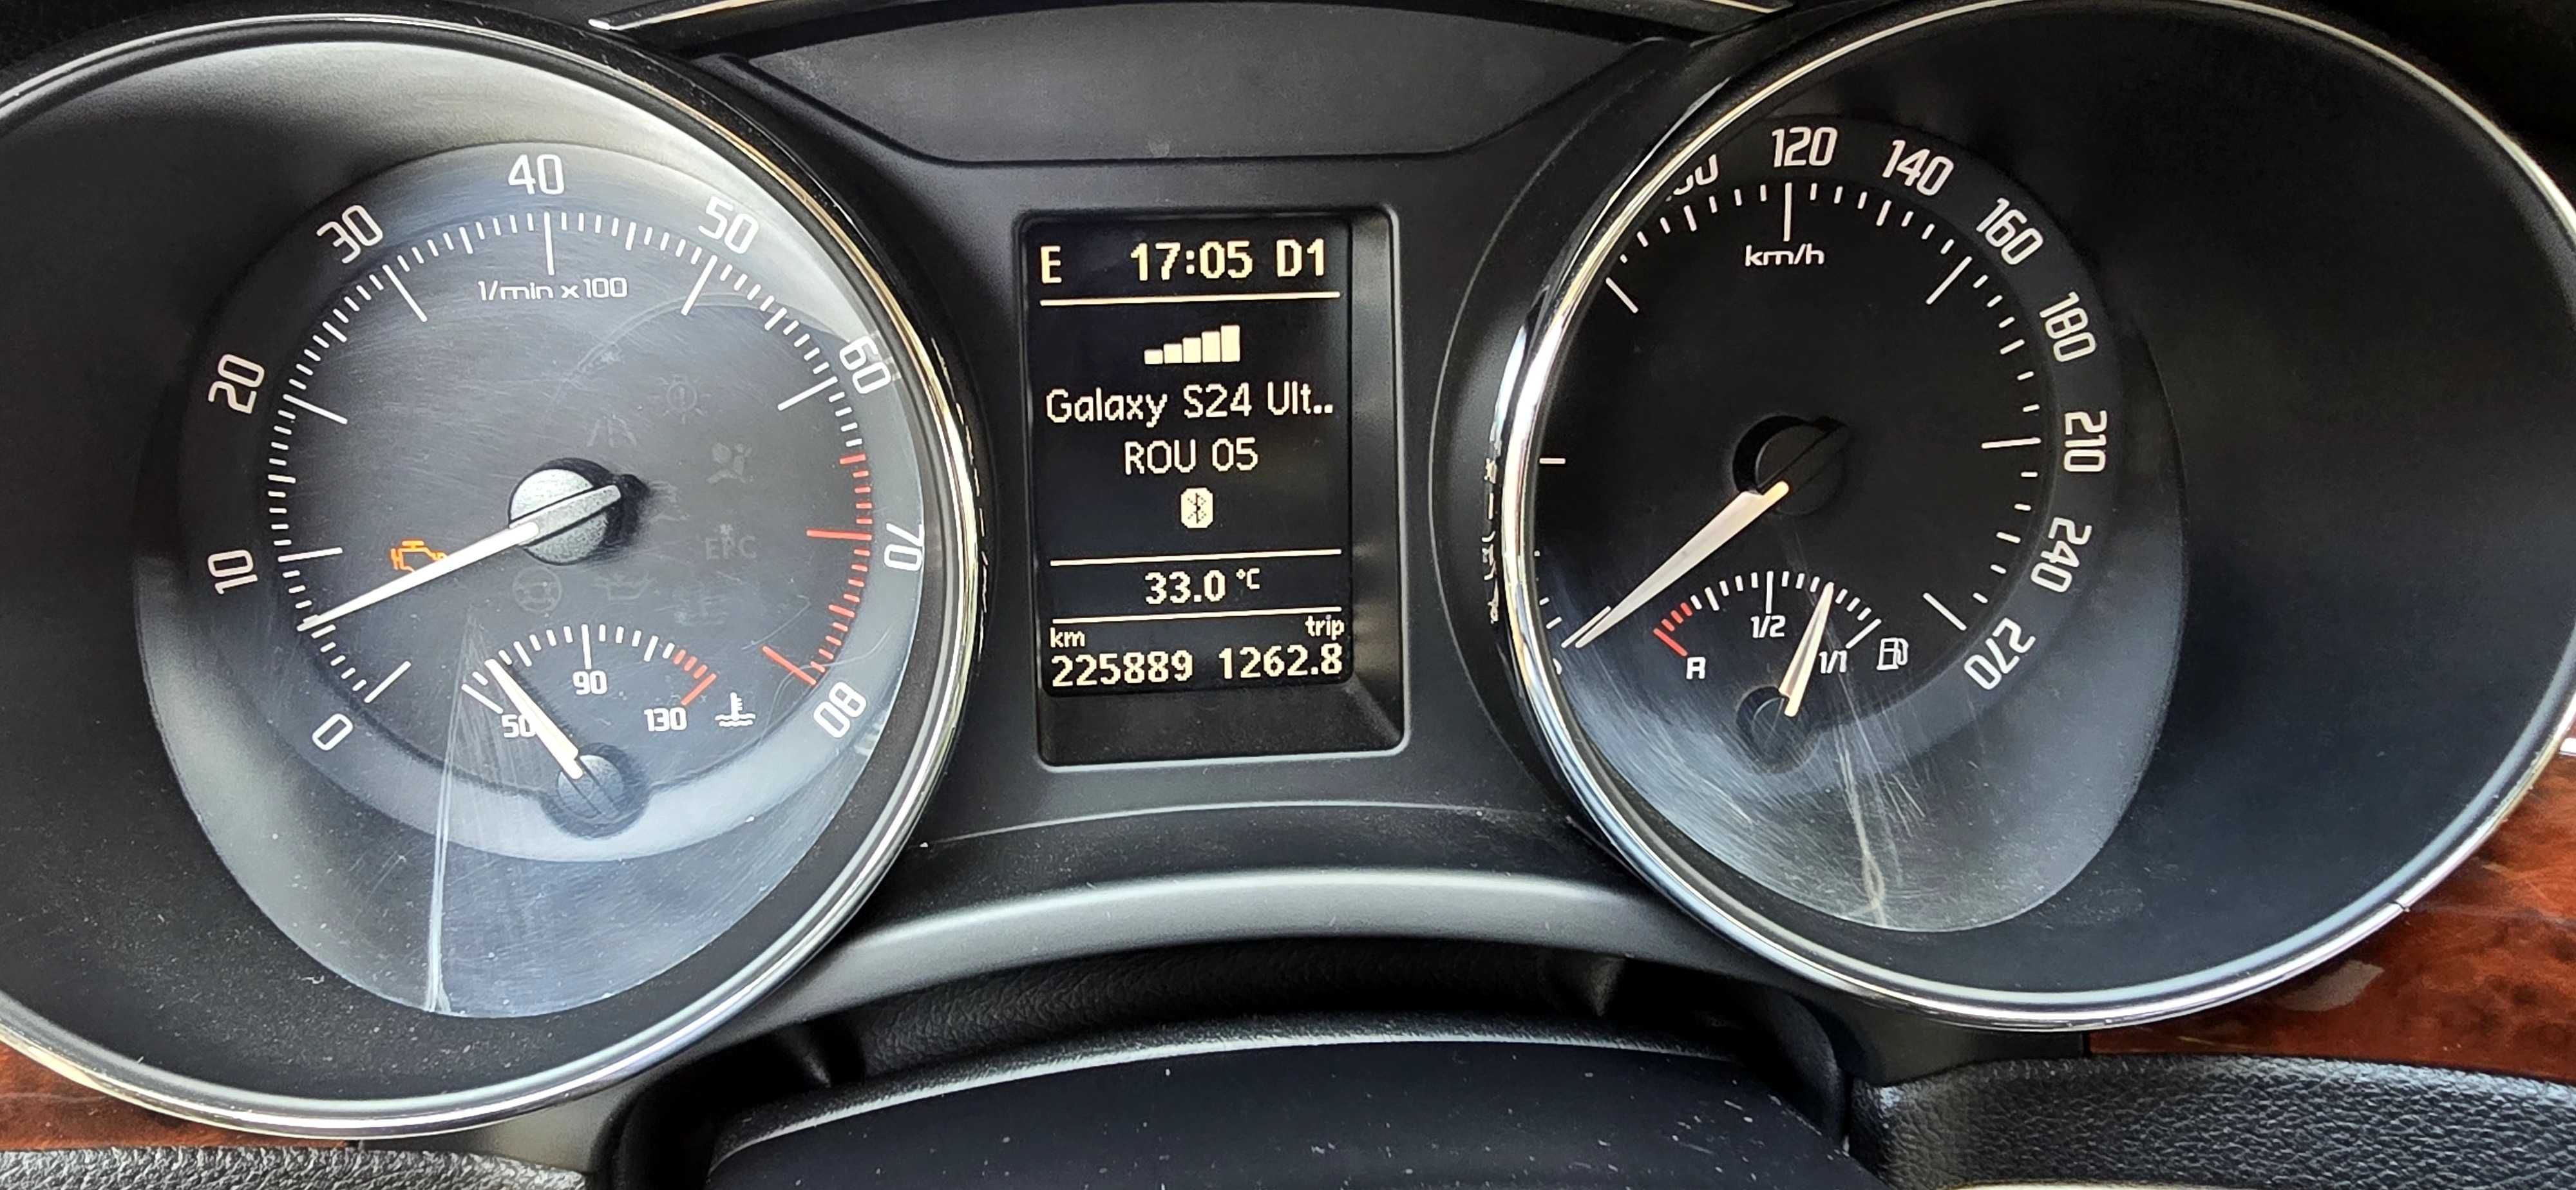 0
10
20
30
40
50
60
70
80
1/min x 100
EPC
50
90
130
E 17:05 D1
Galaxy S24 Ult..
ROU 05
33.0 °C
km trip
225889 1262.8
120
140
160
180
210
240
270
km/h
R
1/2
1/1